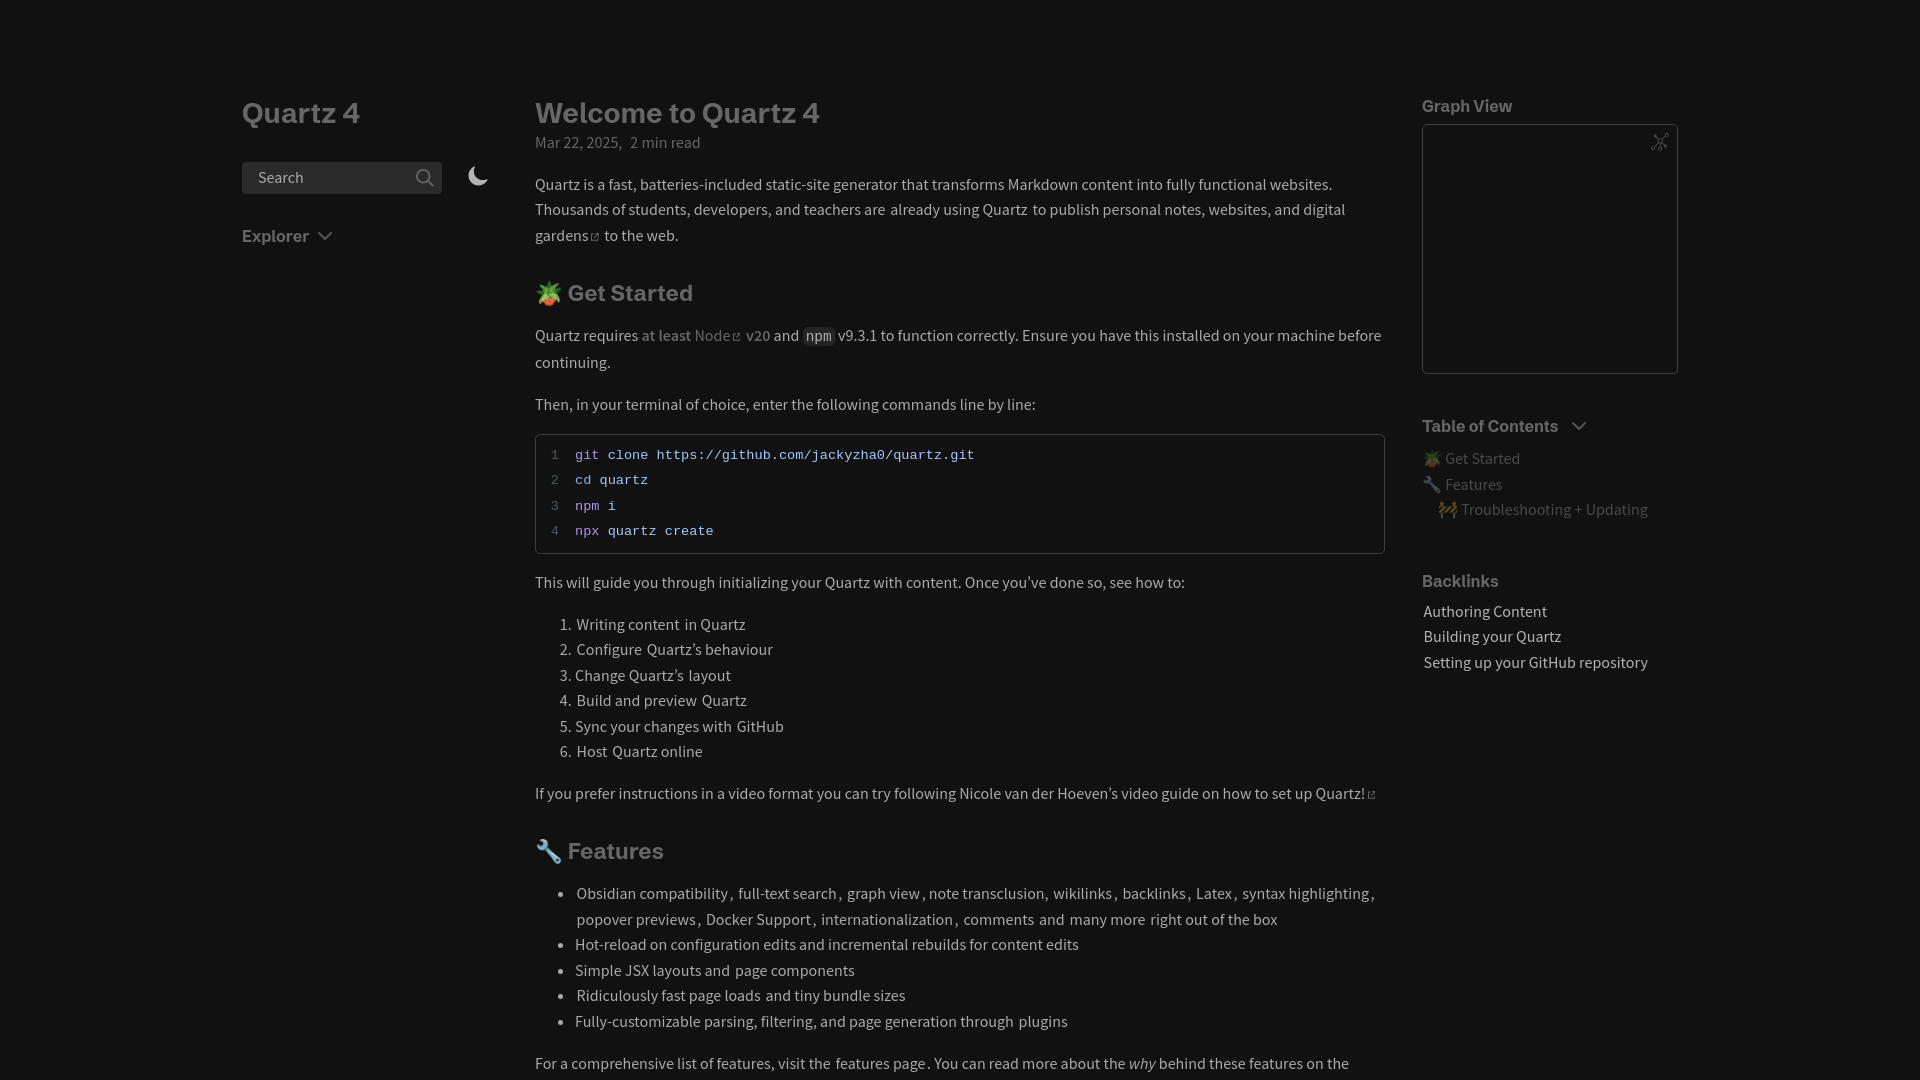 Quartz 4
Search
Explorer
Welcome to Quartz 4
Mar 22, 2025, 2 min read
Quartz is a fast, batteries-included static-site generator that transforms Markdown content into fully functional websites.
Thousands of students, developers, and teachers are already using Quartz to publish personal notes, websites, and digital
gardens to the web.
🪴 Get Started
Quartz requires at least Node v20 and npm v9.3.1 to function correctly. Ensure you have this installed on your machine before
continuing.
Then, in your terminal of choice, enter the following commands line by line:
1 git clone https://github.com/jackyzha0/quartz.git
2 cd quartz
3 npm i
4 npx quartz create
This will guide you through initializing your Quartz with content. Once you’ve done so, see how to:
1. Writing content in Quartz
2. Configure Quartz’s behaviour
3. Change Quartz’s layout
4. Build and preview Quartz
5. Sync your changes with GitHub
6. Host Quartz online
If you prefer instructions in a video format you can try following Nicole van der Hoeven’s video guide on how to set up Quartz!
🔧 Features
• Obsidian compatibility, full-text search, graph view, note transclusion, wikilinks, backlinks, Latex, syntax highlighting,
popover previews, Docker Support, internationalization, comments and many more right out of the box
• Hot-reload on configuration edits and incremental rebuilds for content edits
• Simple JSX layouts and page components
• Ridiculously fast page loads and tiny bundle sizes
• Fully-customizable parsing, filtering, and page generation through plugins
For a comprehensive list of features, visit the features page. You can read more about the why behind these features on the
Graph View
Table of Contents
🪴 Get Started
🔧 Features
🚧 Troubleshooting + Updating
Backlinks
Authoring Content
Building your Quartz
Setting up your GitHub repository